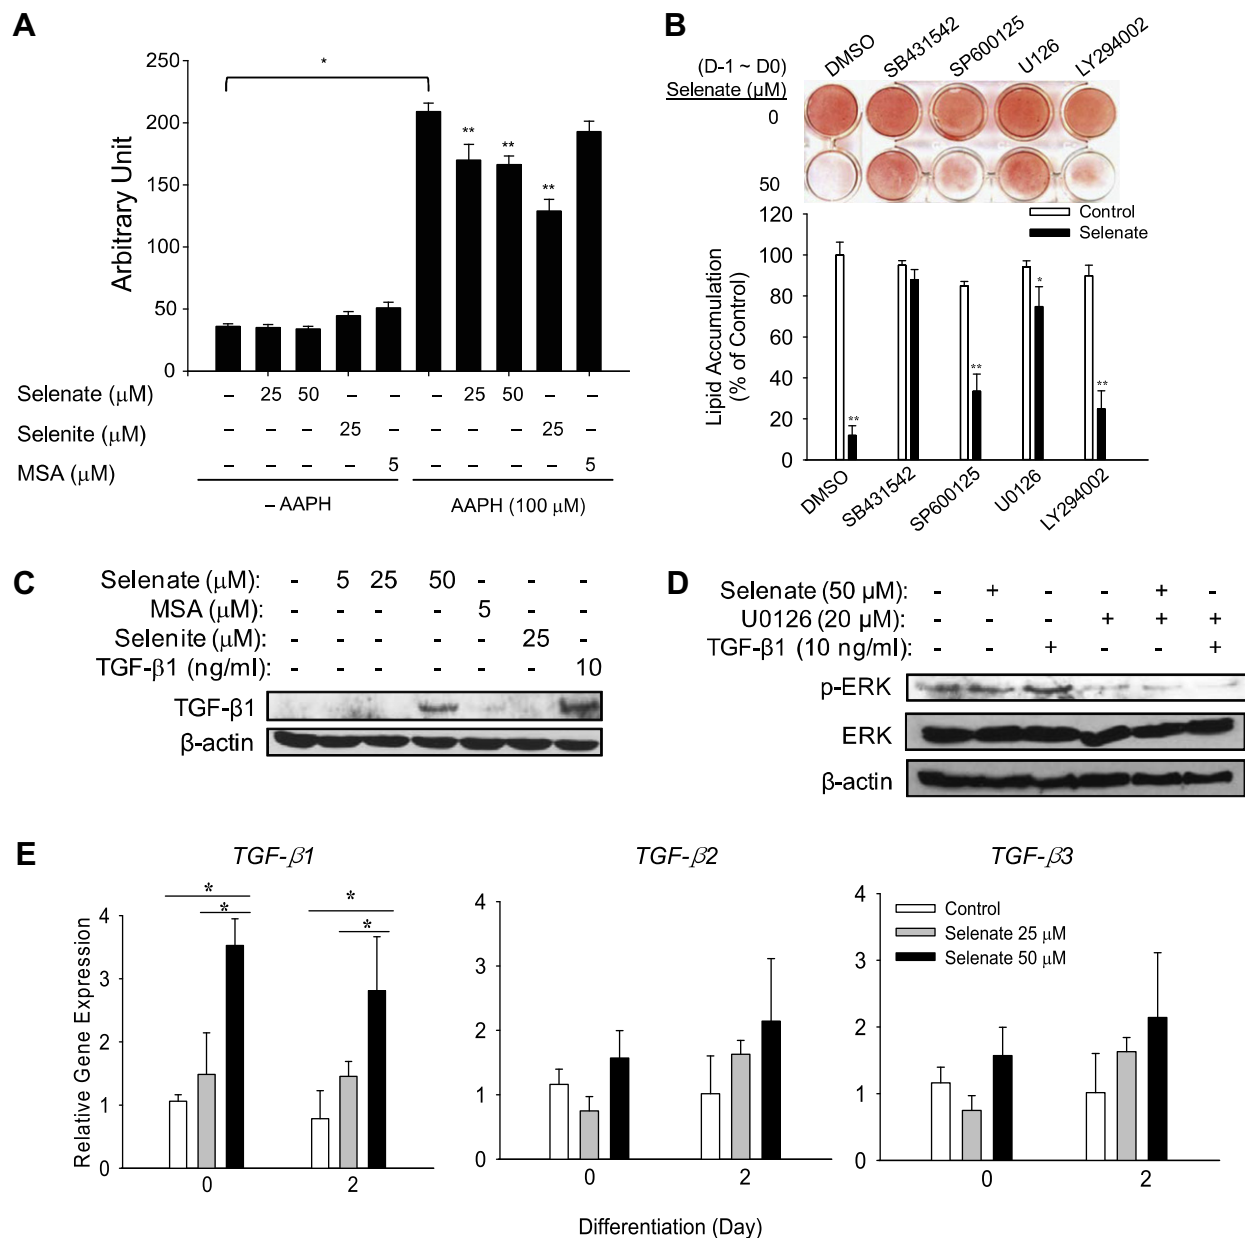 A
*
250
200
150
100
50
0
Arbitrary Unit
** ** **
Selenate (μM) – 25 50 – – – 25 50 – –
Selenite (μM) – – – 25 – – – – 25 –
MSA (μM) – – – – 5 – – – – 5
– AAPH AAPH (100 μM)
B
DMSO SB431542 SP600125 U126 LY294002
(D-1 ~ D0)
Selenate (μM)
0
50
Control
Selenate
120
100
80
60
40
20
0
Lipid Accumulation
(% of Control)
** ** * **
DMSO SB431542 SP600125 U0126 LY294002
C
Selenate (μM): - 5 25 50 - - -
MSA (μM): - - - - 5 - -
Selenite (μM): - - - - - 25 -
TGF-β1 (ng/ml): - - - - - - 10
TGF-β1
β-actin
D
Selenate (50 μM): - + - - + -
U0126 (20 μM): - - - + + +
TGF-β1 (10 ng/ml): - - + - - +
p-ERK
ERK
β-actin
E
TGF-β1
* * * *
4
3
2
1
0
Relative Gene Expression
0 2
TGF-β2
4
3
2
1
0
0 2
TGF-β3
Control
Selenate 25 μM
Selenate 50 μM
4
3
2
1
0
0 2
Differentiation (Day)